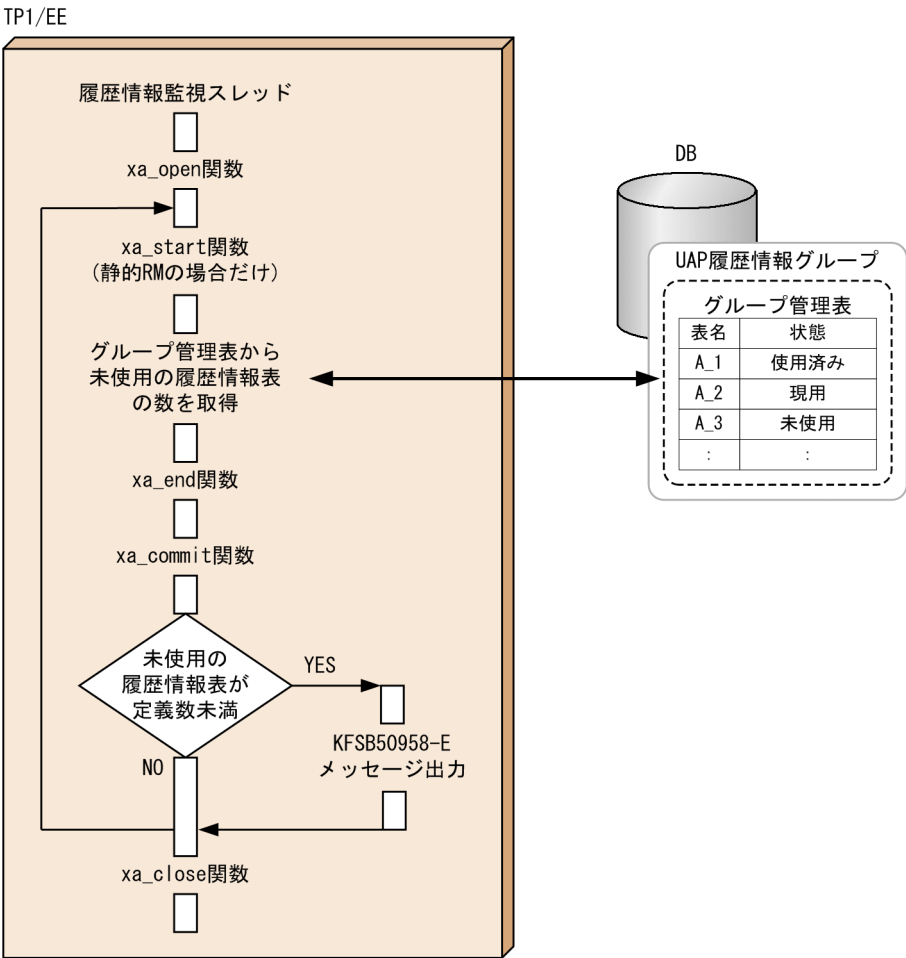 TP1/EE
履歴情報監視スレッド
xa_open関数
xa_start関数
(静的RMの場合だけ)
グループ管理表から
未使用の履歴情報表
の数を取得
xa_end関数
xa_commit関数
未使用の
履歴情報表が
定義数未満
YES
NO
KFSB50958-E
メッセージ出力
xa_close関数
DB
UAP履歴情報グループ
グループ管理表
表名 状態
A_1 使用済み
A_2 現用
A_3 未使用
: :